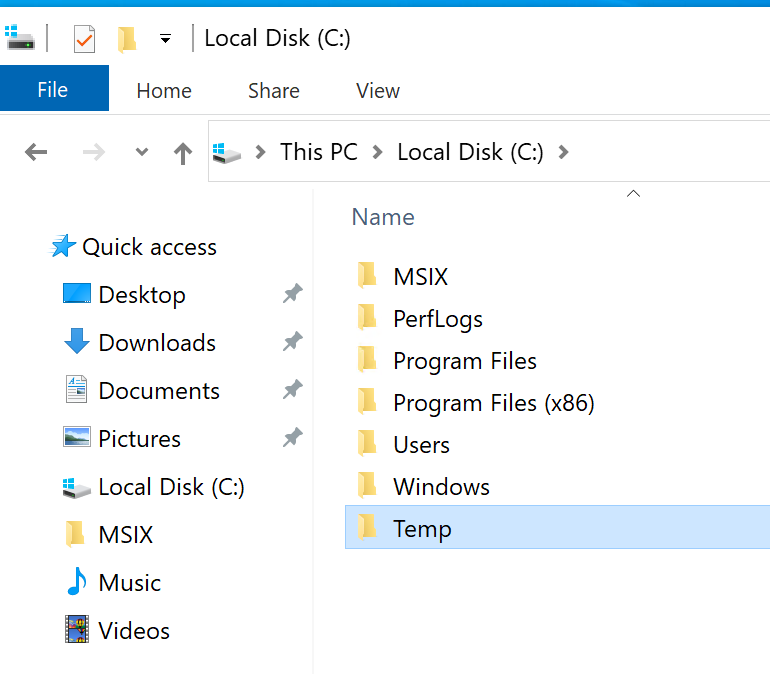 Local Disk (C:)
File Home Share View
This PC Local Disk (C:)
Quick access
Desktop
Downloads
Documents
Pictures
Local Disk (C:)
MSIX
Music
Videos
Name
MSIX
PerfLogs
Program Files
Program Files (x86)
Users
Windows
Temp